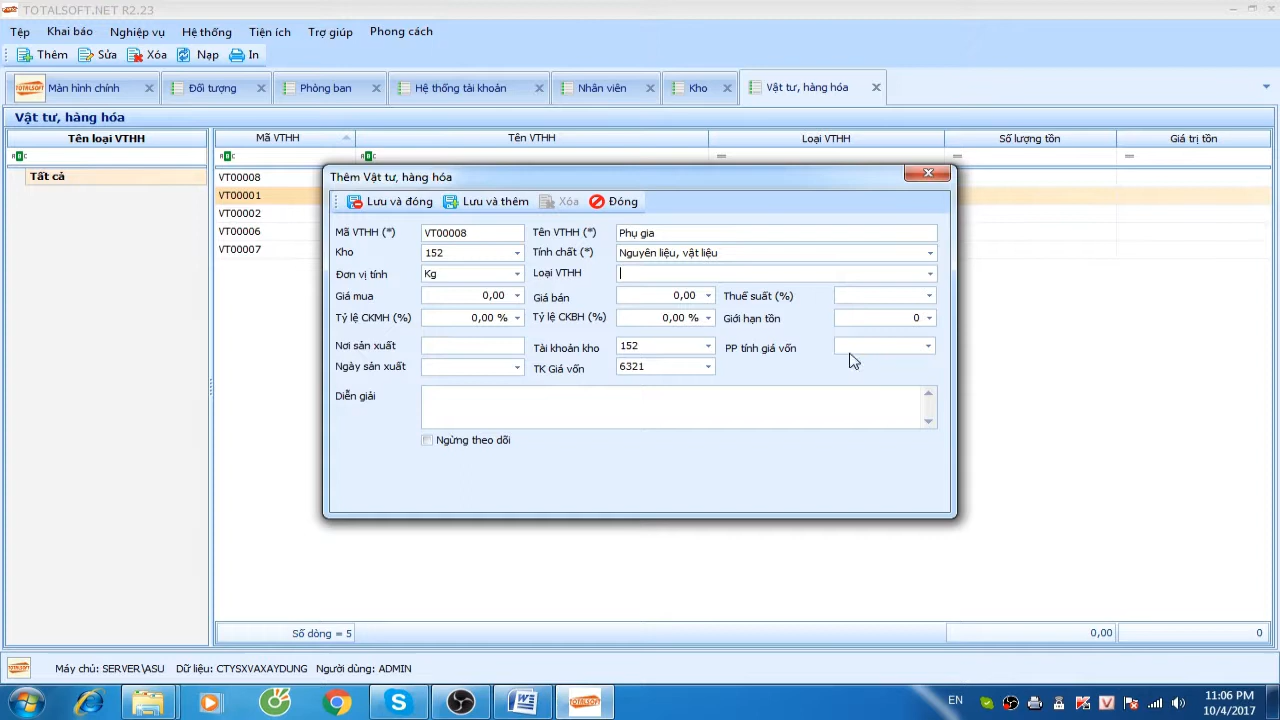 TOTALSOFT.NET R2.23
Tệp Khai báo Nghiệp vụ Hệ thống Tiện ích Trợ giúp Phong cách
Thêm Sửa Xóa Nạp In
TOTALSOFT Màn hình chính Đối tượng Phòng ban Hệ thống tài khoản Nhân viên Kho Vật tư, hàng hóa
Vật tư, hàng hóa
Tên loại VTHH Mã VTHH Tên VTHH Loại VTHH Số lượng tồn Giá trị tồn
Tất cả
VT00008
VT00001
VT00002
VT00006
VT00007
Thêm Vật tư, hàng hóa
Lưu và đóng Lưu và thêm Xóa Đóng
Mã VTHH (*) VT00008 Tên VTHH (*) Phụ gia
Kho 152 Tính chất (*) Nguyên liệu, vật liệu
Đơn vị tính Kg Loại VTHH
Giá mua 0,00 Giá bán 0,00 Thuế suất (%)
Tỷ lệ CKMH (%) 0,00 % Tỷ lệ CKBH (%) 0,00 % Giới hạn tồn 0
Nơi sản xuất Tài khoản kho 152 PP tính giá vốn
Ngày sản xuất TK Giá vốn 6321
Diễn giải
Ngừng theo dõi
Số dòng = 5 0,00 0
Máy chủ: SERVER\ASU Dữ liệu: CTYSXVAXAYDUNG Người dùng: ADMIN
EN 11:06 PM
10/4/2017